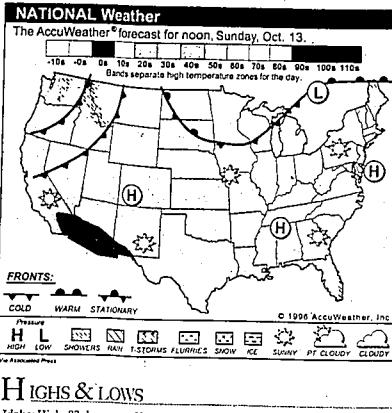 NATIONAL Weather
The AccuWeather® forecast for noon, Sunday, Oct. 13.
-10s -0s 0s 10s 20s 30s 40s 50s 60s 70s 80s 90s 100s 110s
Bands separate high temperature zones for the day.
L
H
H
H
FRONTS:
COLD WARM STATIONARY
© 1996 AccuWeather, Inc
Pressure
H L
HIGH LOW SHOWERS RAIN T-STORMS FLURRIES SNOW ICE SUNNY PT CLOUDY CLOUDY
Via Associated Press
HIGHS & LOWS